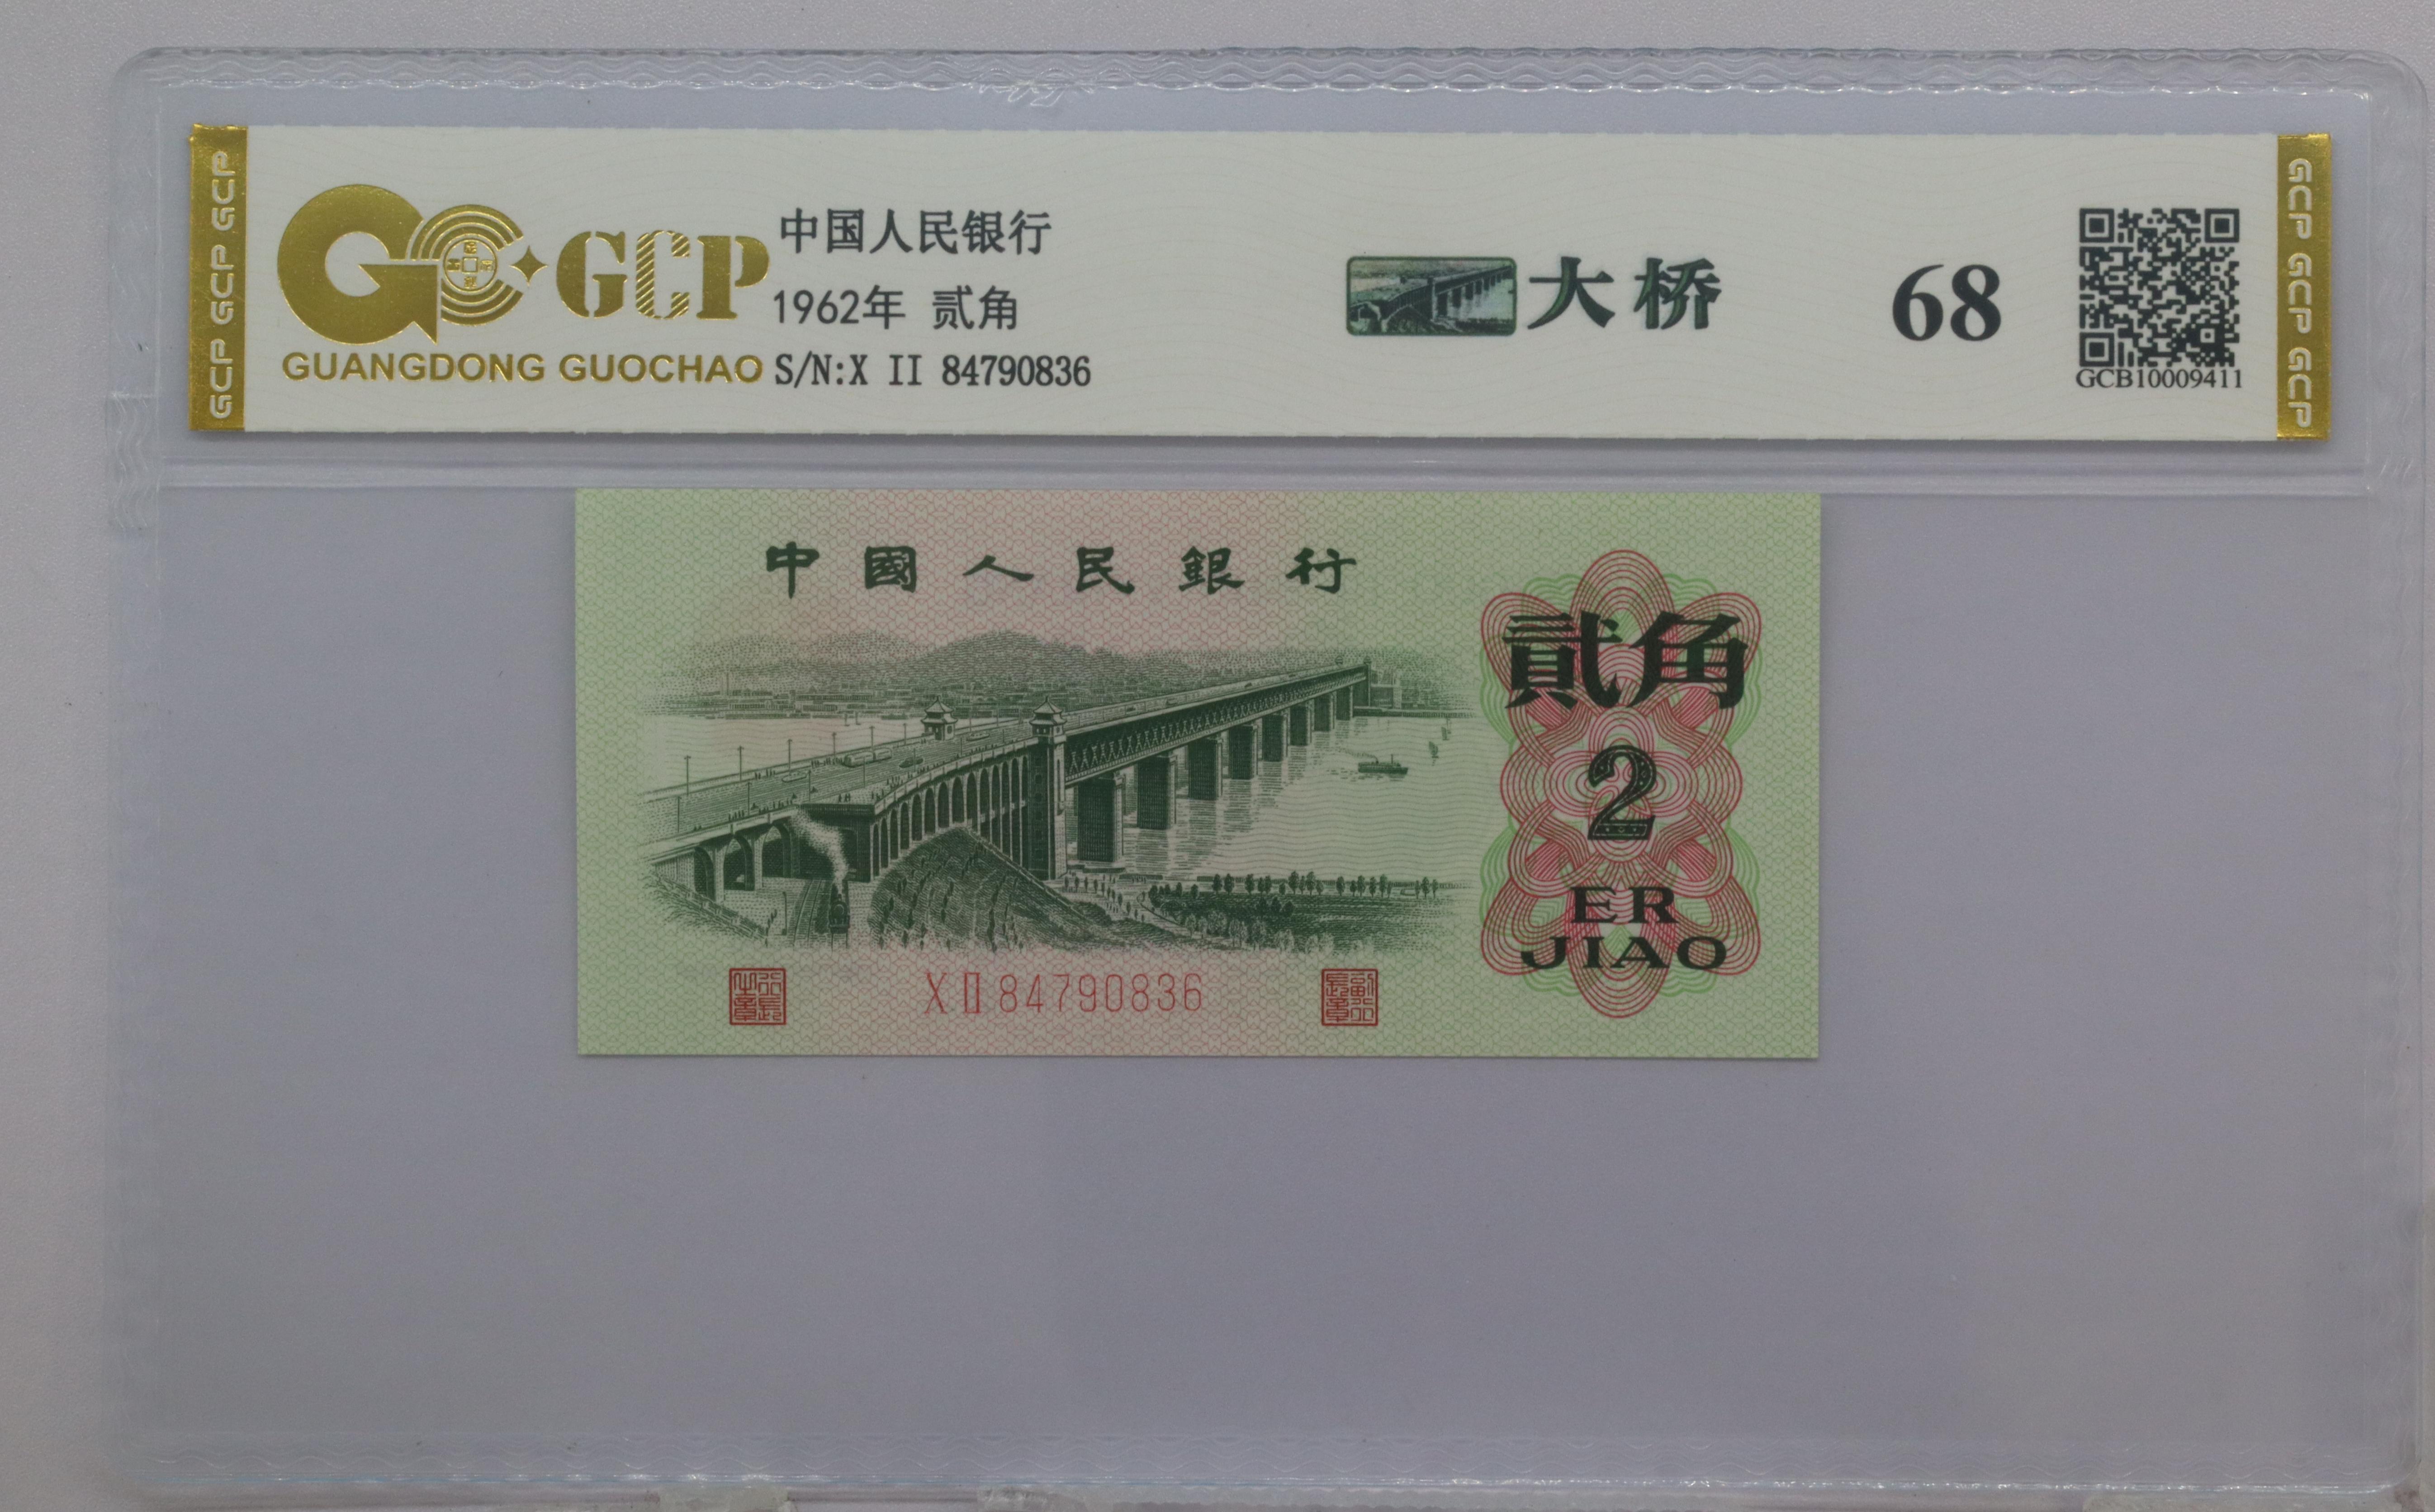 GCP GCP GCP
GCP
GUANGDONG GUOCHAO
中国人民银行
1962年 贰角
S/N:X II 84790836
大桥
68
GCB10009411
GCP GCP GCP
中國人民銀行
貳角
2
ER
JIAO
X II 84790836